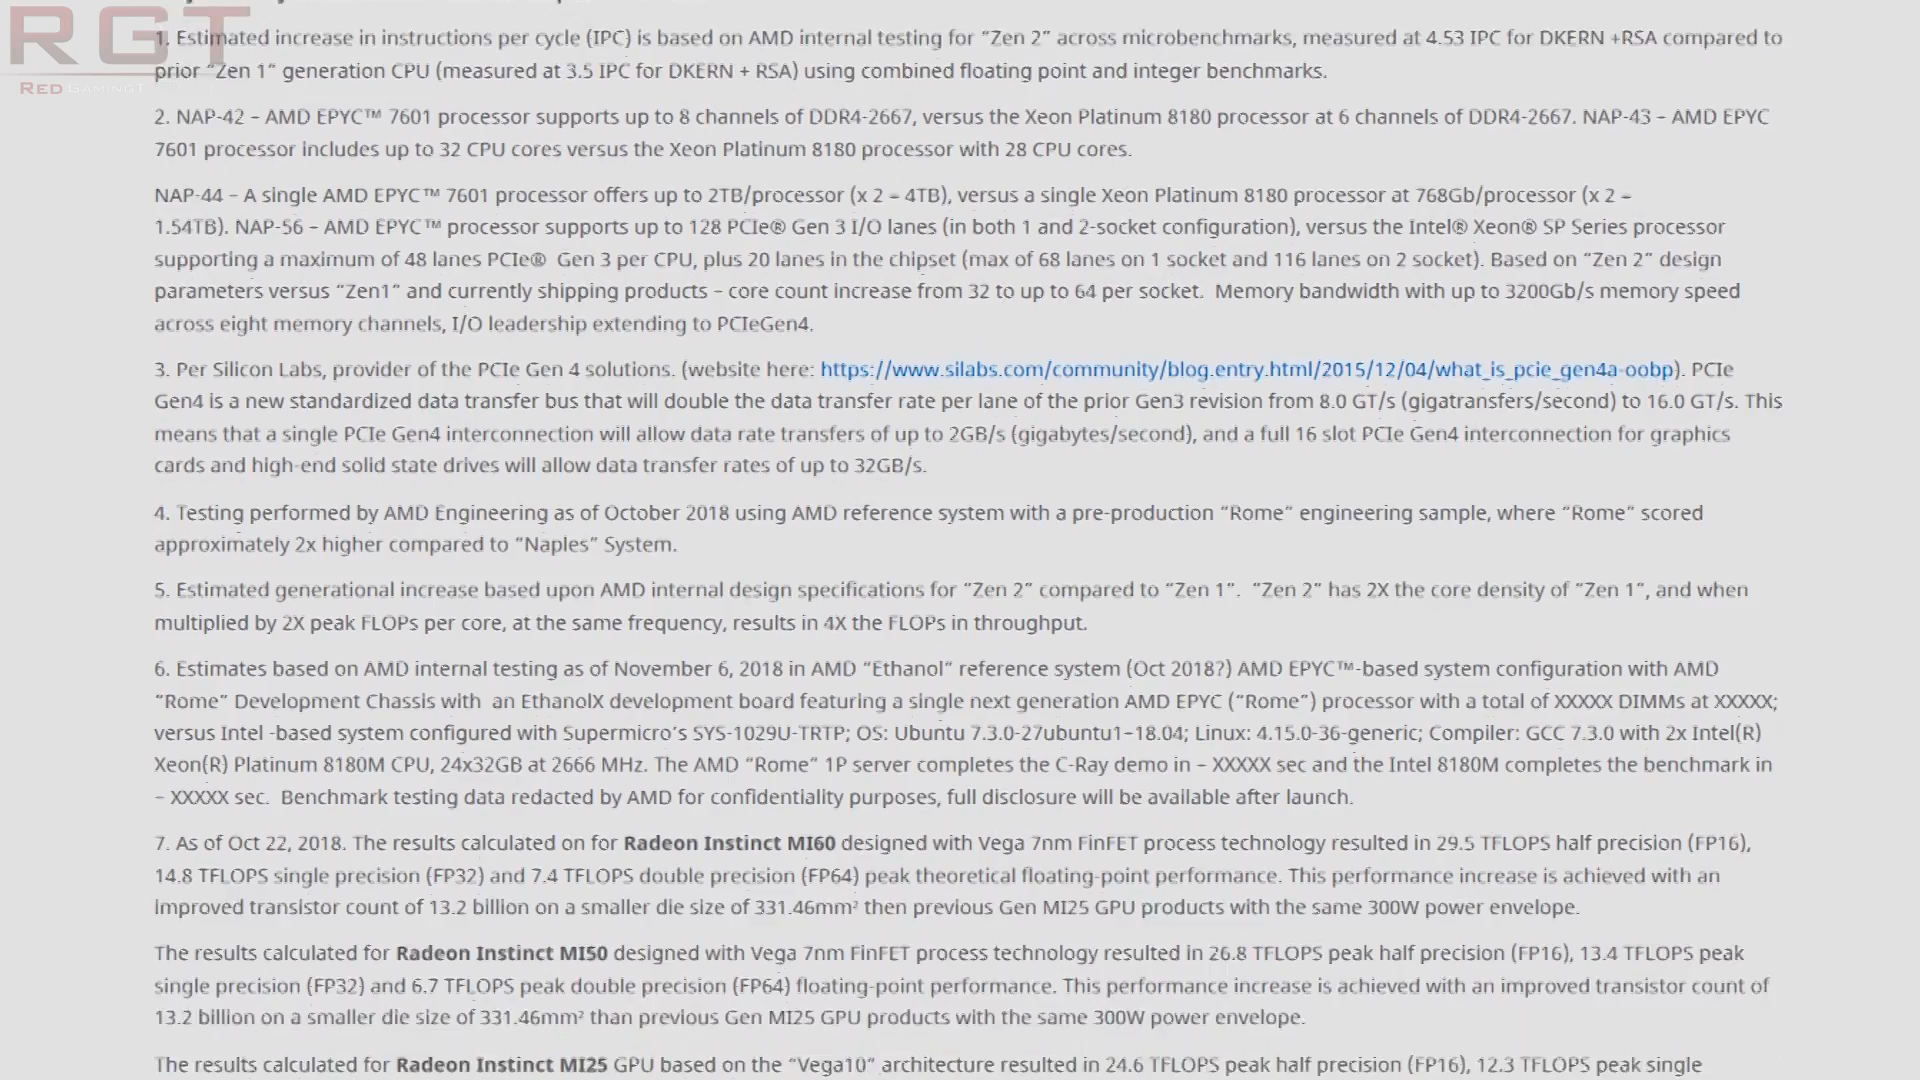 RGT
RED GAMINGT
1. Estimated increase in instructions per cycle (IPC) is based on AMD internal testing for “Zen 2” across microbenchmarks, measured at 4.53 IPC for DKERN +RSA compared to
prior “Zen 1” generation CPU (measured at 3.5 IPC for DKERN + RSA) using combined floating point and integer benchmarks.
2. NAP-42 – AMD EPYC™ 7601 processor supports up to 8 channels of DDR4-2667, versus the Xeon Platinum 8180 processor at 6 channels of DDR4-2667. NAP-43 – AMD EPYC
7601 processor includes up to 32 CPU cores versus the Xeon Platinum 8180 processor with 28 CPU cores.
NAP-44 – A single AMD EPYC™ 7601 processor offers up to 2TB/processor (x 2 – 4TB), versus a single Xeon Platinum 8180 processor at 768Gb/processor (x 2 –
1.54TB). NAP-56 – AMD EPYC™ processor supports up to 128 PCIe® Gen 3 I/O lanes (in both 1 and 2-socket configuration), versus the Intel® Xeon® SP Series processor
supporting a maximum of 48 lanes PCIe®  Gen 3 per CPU, plus 20 lanes in the chipset (max of 68 lanes on 1 socket and 116 lanes on 2 socket). Based on “Zen 2” design
parameters versus “Zen1” and currently shipping products – core count increase from 32 to up to 64 per socket.  Memory bandwidth with up to 3200Gb/s memory speed
across eight memory channels, I/O leadership extending to PCIeGen4.
3. Per Silicon Labs, provider of the PCIe Gen 4 solutions. (website here: https://www.silabs.com/community/blog.entry.html/2015/12/04/what_is_pcie_gen4a-oobp). PCIe
Gen4 is a new standardized data transfer bus that will double the data transfer rate per lane of the prior Gen3 revision from 8.0 GT/s (gigatransfers/second) to 16.0 GT/s. This
means that a single PCIe Gen4 interconnection will allow data rate transfers of up to 2GB/s (gigabytes/second), and a full 16 slot PCIe Gen4 interconnection for graphics
cards and high-end solid state drives will allow data transfer rates of up to 32GB/s.
4. Testing performed by AMD Engineering as of October 2018 using AMD reference system with a pre-production “Rome” engineering sample, where “Rome” scored
approximately 2x higher compared to “Naples” System.
5. Estimated generational increase based upon AMD internal design specifications for “Zen 2” compared to “Zen 1”.  “Zen 2” has 2X the core density of “Zen 1”, and when
multiplied by 2X peak FLOPs per core, at the same frequency, results in 4X the FLOPs in throughput.
6. Estimates based on AMD internal testing as of November 6, 2018 in AMD “Ethanol” reference system (Oct 2018?) AMD EPYC™-based system configuration with AMD
“Rome” Development Chassis with  an EthanolX development board featuring a single next generation AMD EPYC (“Rome”) processor with a total of XXXXX DIMMs at XXXXX;
versus Intel -based system configured with Supermicro’s SYS-1029U-TRTP; OS: Ubuntu 7.3.0-27ubuntu1~18.04; Linux: 4.15.0-36-generic; Compiler: GCC 7.3.0 with 2x Intel(R)
Xeon(R) Platinum 8180M CPU, 24x32GB at 2666 MHz. The AMD “Rome” 1P server completes the C-Ray demo in ~ XXXXX sec and the Intel 8180M completes the benchmark in
~ XXXXX sec.  Benchmark testing data redacted by AMD for confidentiality purposes, full disclosure will be available after launch.
7. As of Oct 22, 2018. The results calculated on for Radeon Instinct MI60 designed with Vega 7nm FinFET process technology resulted in 29.5 TFLOPS half precision (FP16),
14.8 TFLOPS single precision (FP32) and 7.4 TFLOPS double precision (FP64) peak theoretical floating-point performance. This performance increase is achieved with an
improved transistor count of 13.2 billion on a smaller die size of 331.46mm² then previous Gen MI25 GPU products with the same 300W power envelope.
The results calculated for Radeon Instinct MI50 designed with Vega 7nm FinFET process technology resulted in 26.8 TFLOPS peak half precision (FP16), 13.4 TFLOPS peak
single precision (FP32) and 6.7 TFLOPS peak double precision (FP64) floating-point performance. This performance increase is achieved with an improved transistor count of
13.2 billion on a smaller die size of 331.46mm² than previous Gen MI25 GPU products with the same 300W power envelope.
The results calculated for Radeon Instinct MI25 GPU based on the “Vega10” architecture resulted in 24.6 TFLOPS peak half precision (FP16), 12.3 TFLOPS peak single